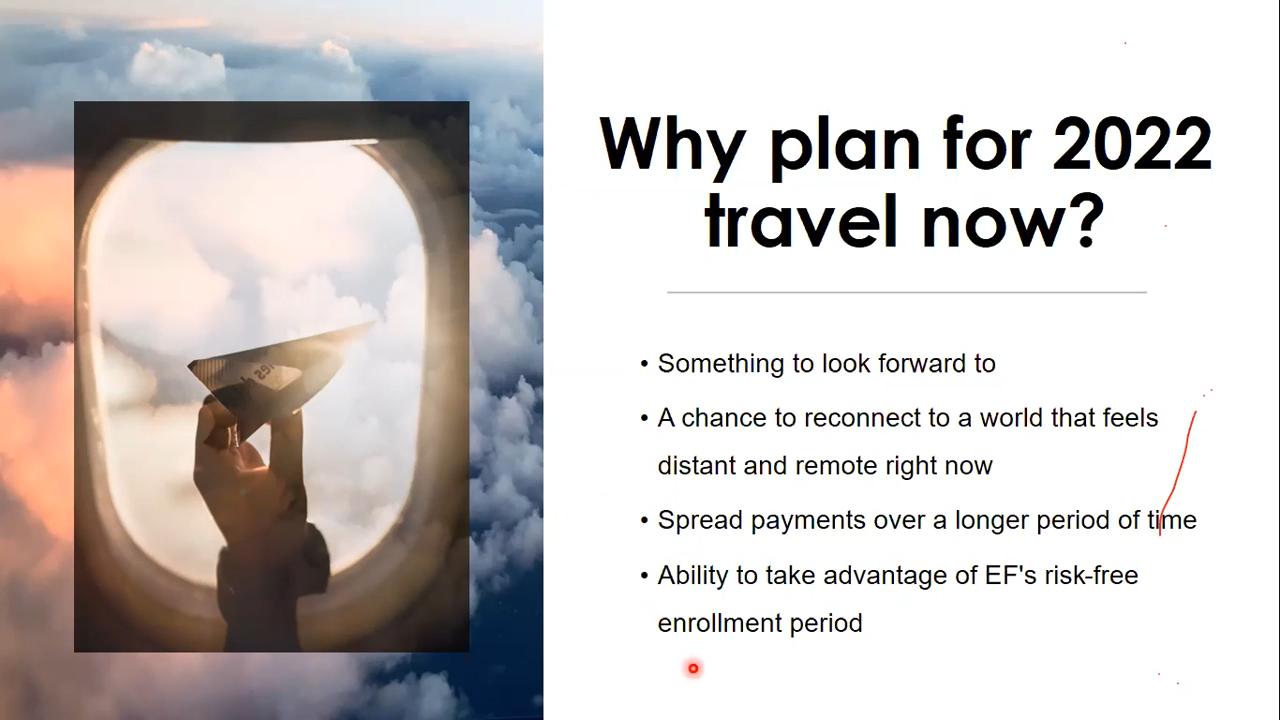 Why plan for 2022
travel now?
• Something to look forward to
• A chance to reconnect to a world that feels
distant and remote right now
• Spread payments over a longer period of time
• Ability to take advantage of EF's risk-free
enrollment period